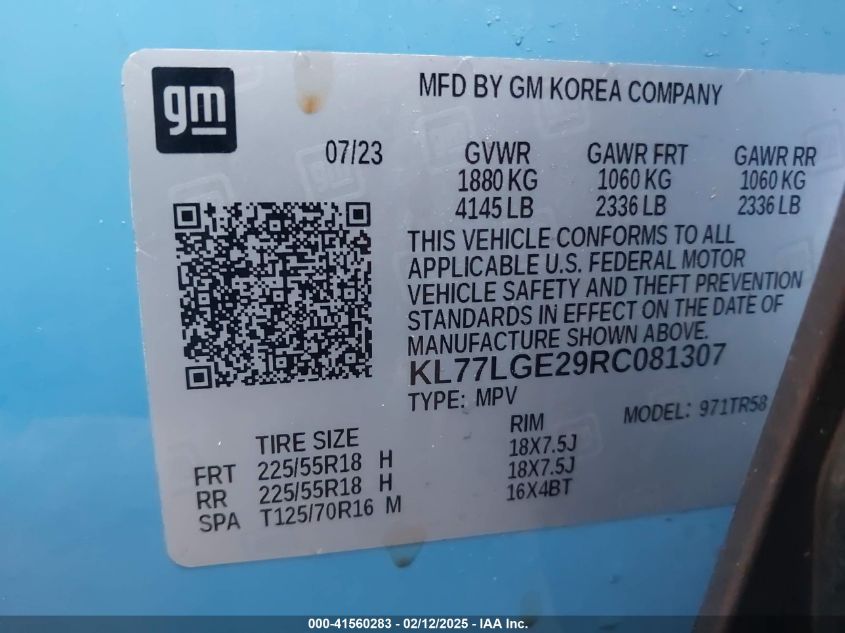 gm
MFD BY GM KOREA COMPANY
07/23 GVWR GAWR FRT GAWR RR
1880 KG 1060 KG 1060 KG
4145 LB 2336 LB 2336 LB
THIS VEHICLE CONFORMS TO ALL
APPLICABLE U.S. FEDERAL MOTOR
VEHICLE SAFETY AND THEFT PREVENTION
STANDARDS IN EFFECT ON THE DATE OF
MANUFACTURE SHOWN ABOVE.
KL77LGE29RC081307
TYPE: MPV MODEL: 971TR58
TIRE SIZE RIM
FRT 225/55R18 H 18X7.5J
RR 225/55R18 H 18X7.5J
SPA T125/70R16 M 16X4BT
000-41560283 - 02/12/2025 - IAA Inc.